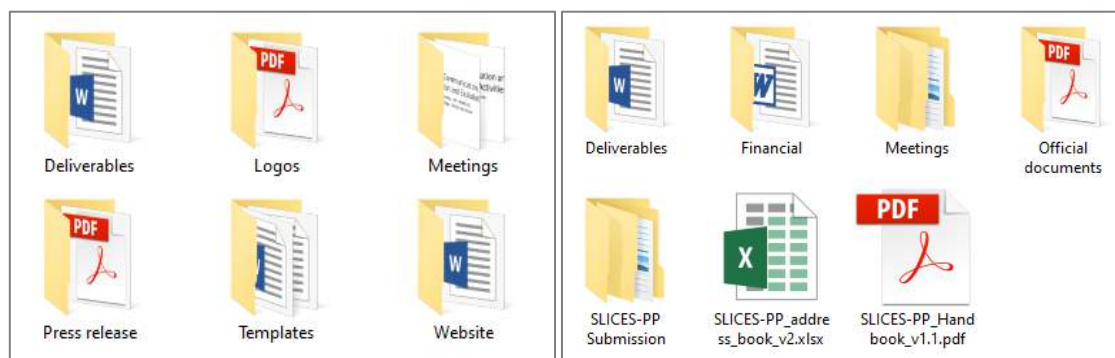 Deliverables
Logos
Meetings
Press release
Templates
Website
Deliverables
Financial
Meetings
Official
documents
SLICES-PP
Submission
SLICES-PP_addre
ss_book_v2.xlsx
SLICES-PP_Hand
book_v1.1.pdf
PDF
PDF
PDF
PDF
W
W
W
W
W
X